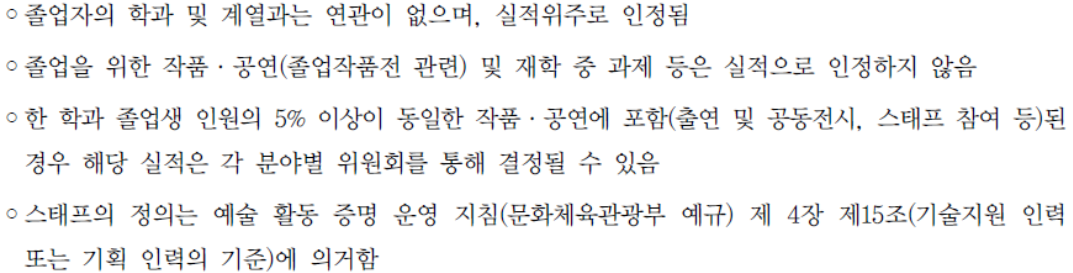 ○ 졸업자의 학과 및 계열과는 연관이 없으며, 실적위주로 인정됨
○ 졸업을 위한 작품 · 공연(졸업작품전 관련) 및 재학 중 과제 등은 실적으로 인정하지 않음
○ 한 학과 졸업생 인원의 5% 이상이 동일한 작품 · 공연에 포함(출연 및 공동전시, 스태프 참여 등)된
경우 해당 실적은 각 분야별 위원회를 통해 결정될 수 있음
○ 스태프의 정의는 예술 활동 증명 운영 지침(문화체육관광부 예규) 제 4장 제15조(기술지원 인력
또는 기획 인력의 기준)에 의거함